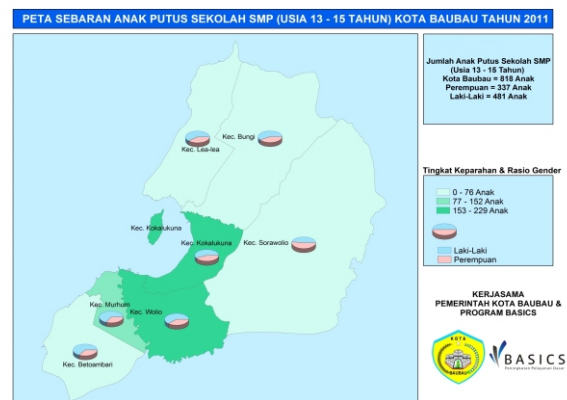 PETA SEBARAN ANAK PUTUS SEKOLAH SMP (USIA 13 - 15 TAHUN) KOTA BAUBAU TAHUN 2011
Jumlah Anak Putus Sekolah SMP
(Usia 13 - 15 Tahun)
Kota Baubau = 818 Anak
Perempuan = 337 Anak
Laki-Laki = 481 Anak
Kec. Bungi
Kec. Lea-lea
Kec. Kokalukuna
Kec. Kokalukuna
Kec. Sorawolio
Kec. Murhum
Kec. Wolio
Kec. Betoambari
Tingkat Keparahan & Rasio Gender
0 - 76 Anak
77 - 152 Anak
153 - 229 Anak
Laki-Laki
Perempuan
KERJASAMA
PEMERINTAH KOTA BAUBAU &
PROGRAM BASICS
KOTA
BAUBAU
BASICS
Peningkatan Pelayanan Dasar